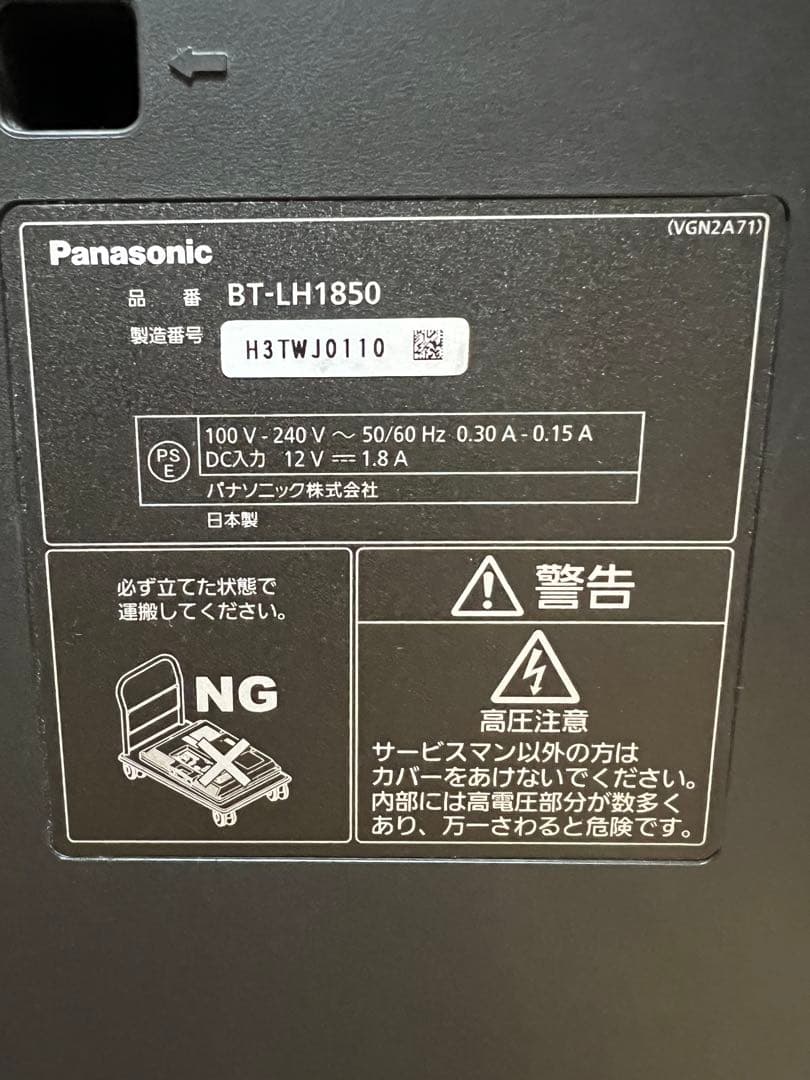 (VGN2A71)
Panasonic
品 番 BT-LH1850
製造番号 H3TWJ0110
PS
E
100 V - 240 V ～ 50/60 Hz 0.30 A - 0.15 A
DC入力 12 V ⎓ 1.8 A
パナソニック株式会社
日本製
必ず立てた状態で
運搬してください。
NG
警告
高圧注意
サービスマン以外の方は
カバーをあけないでください。
内部には高電圧部分が数多く
あり、万一さわると危険です。